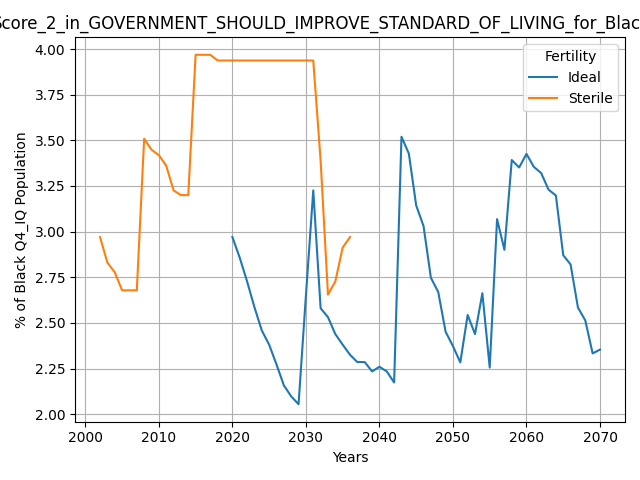 Score_2_in_GOVERNMENT_SHOULD_IMPROVE_STANDARD_OF_LIVING_for_Blac
4.00
3.75
3.50
3.25
3.00
2.75
2.50
2.25
2.00
% of Black Q4_IQ Population
Fertility
Ideal
Sterile
2000 2010 2020 2030 2040 2050 2060 2070
Years